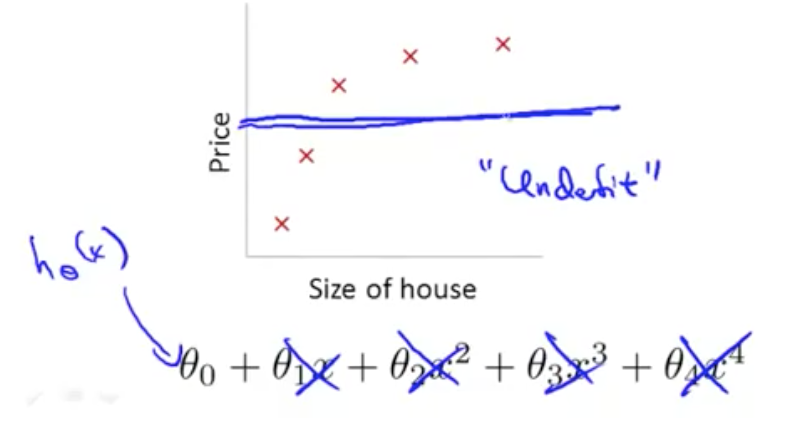 Price
"Underfit"
hθ(x)
Size of house
θ₀ + θ₁x + θ₂x² + θ₃x³ + θ₄x⁴